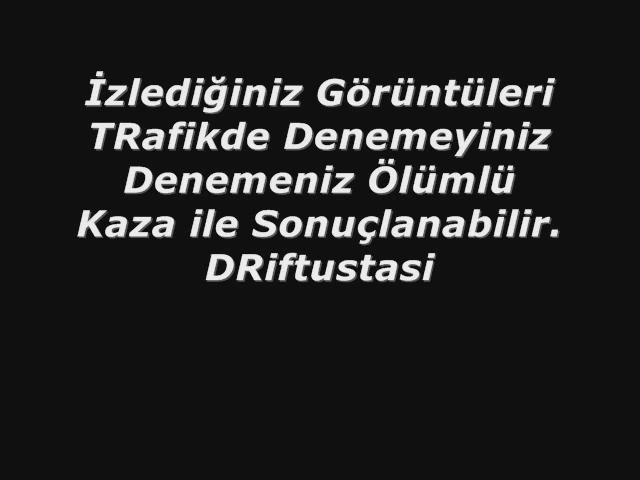 İzlediğiniz Görüntüleri
TRafikde Denemeyiniz
Denemeniz Ölümlü
Kaza ile Sonuçlanabilir.
DRiftustasi